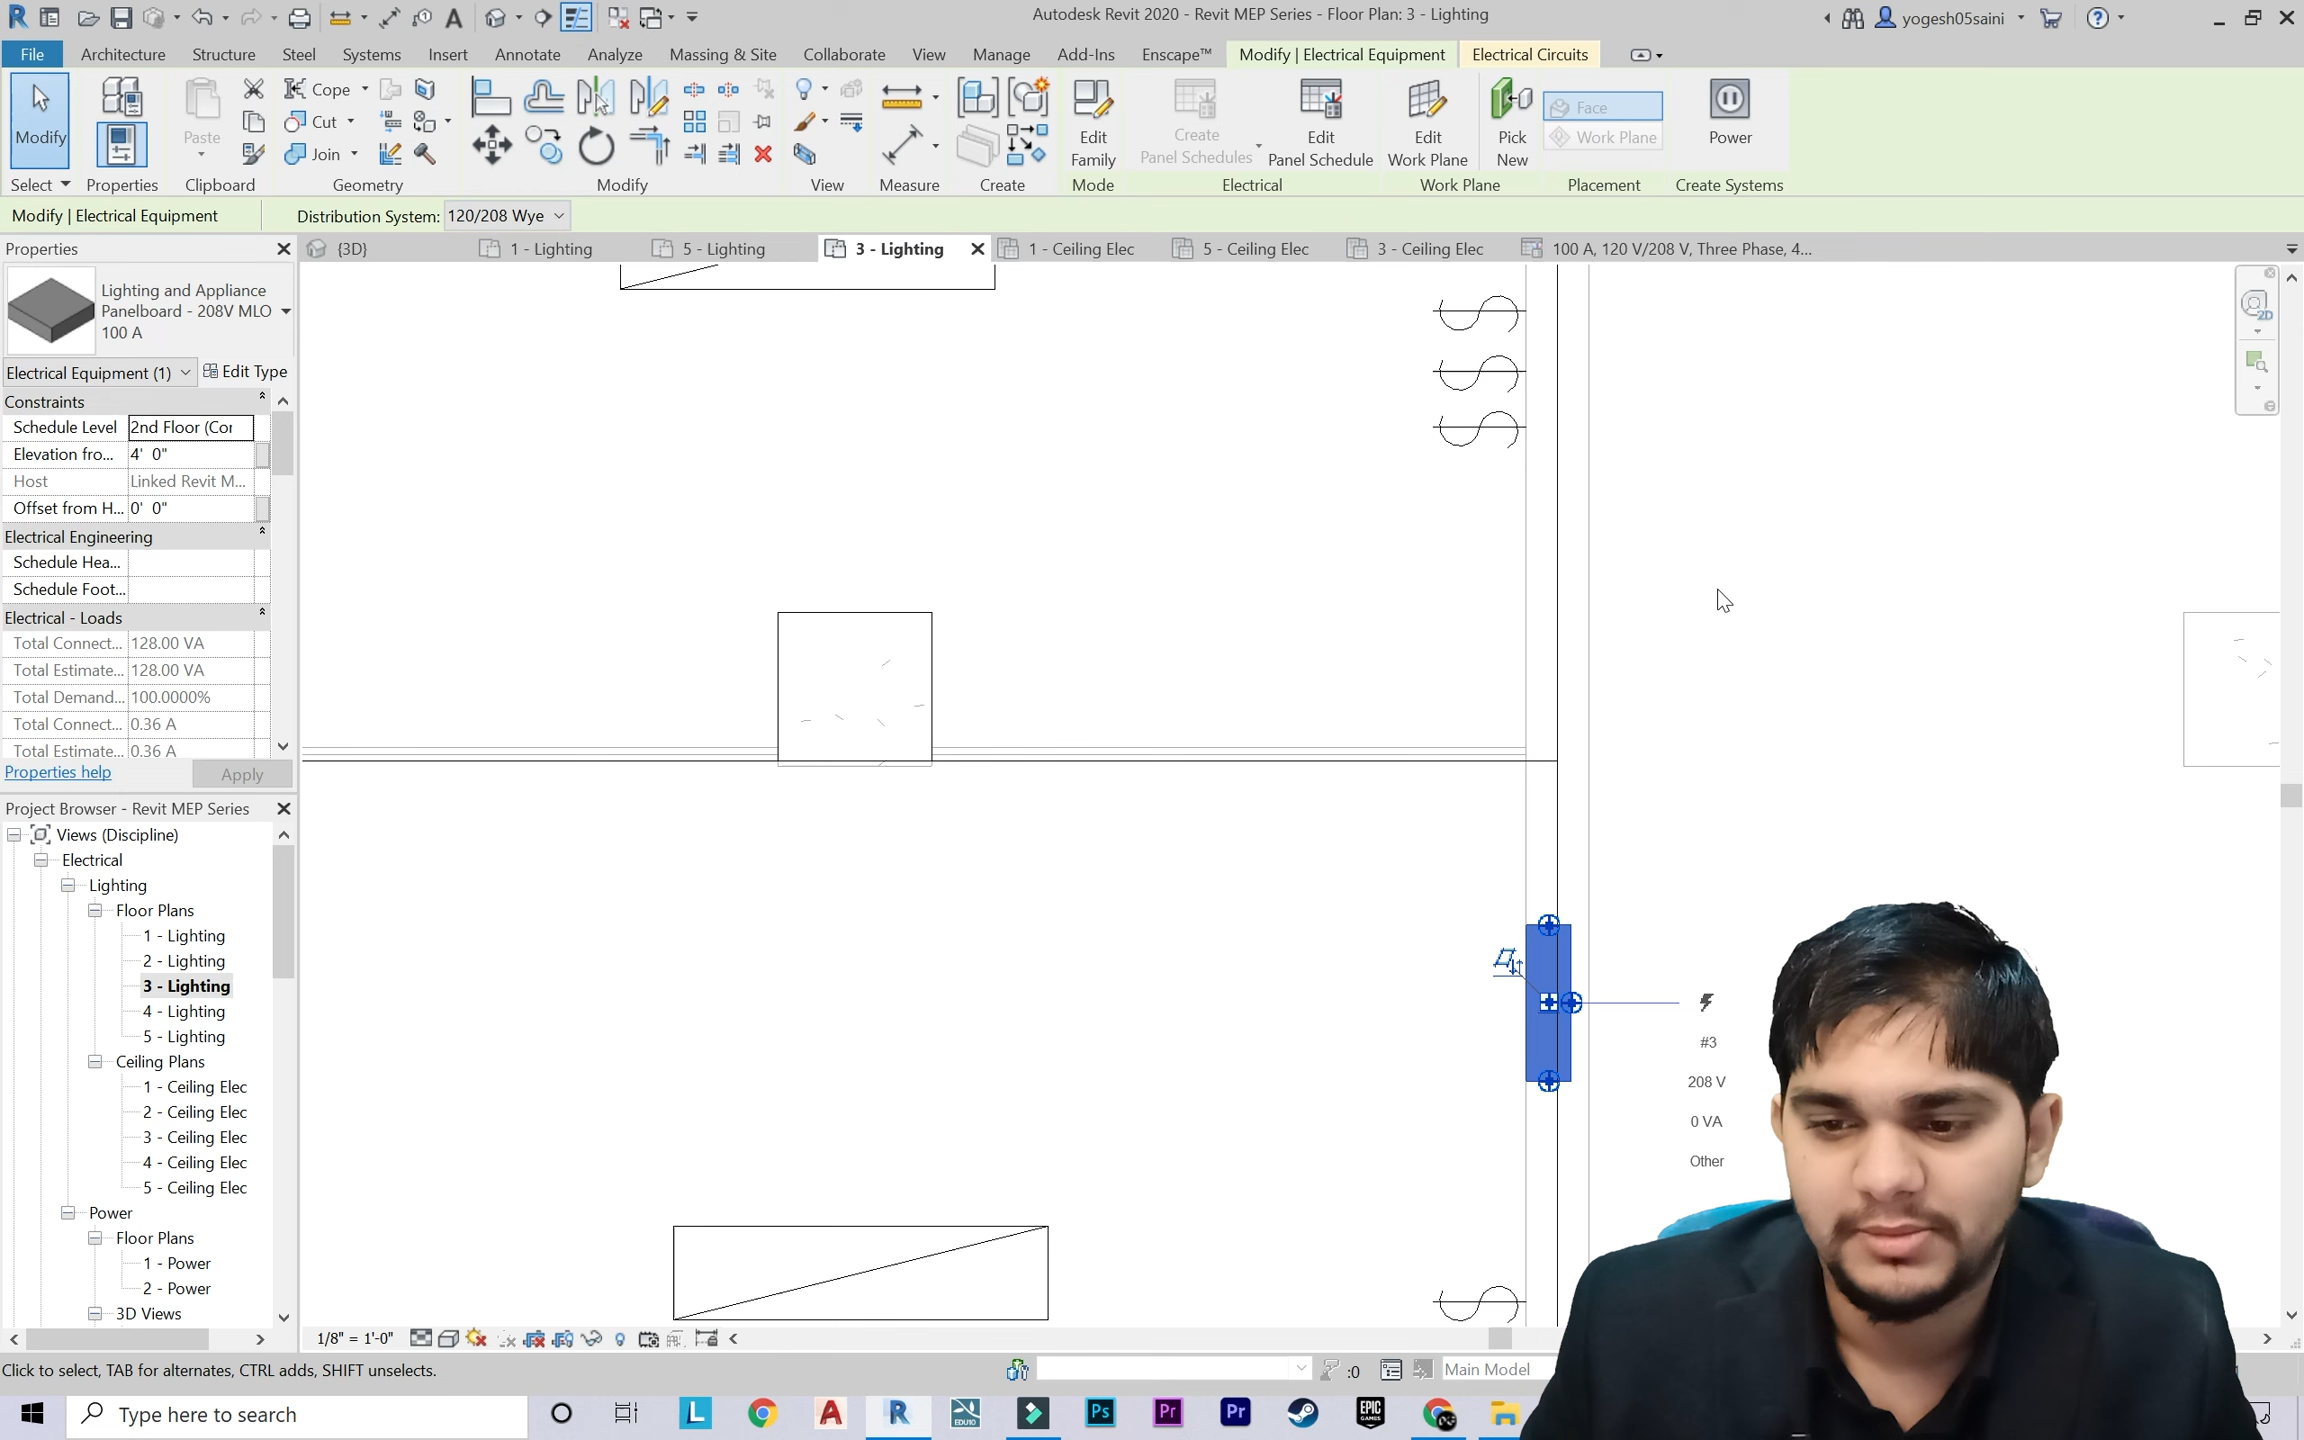 Autodesk Revit 2020 - Revit MEP Series - Floor Plan: 3 - Lighting
yogesh05saini
File Architecture Structure Steel Systems Insert Annotate Analyze Massing & Site Collaborate View Manage Add-Ins Enscape™ Modify | Electrical Equipment Electrical Circuits
Modify
Paste
Cope
Cut
Join
Edit Family
Create Panel Schedules
Edit Panel Schedule
Edit Work Plane
Pick New
Face
Work Plane
Power
Select Properties Clipboard Geometry Modify View Measure Create Mode Electrical Work Plane Placement Create Systems
Modify | Electrical Equipment Distribution System: 120/208 Wye
Properties
{3D} 1 - Lighting 5 - Lighting 3 - Lighting 1 - Ceiling Elec 5 - Ceiling Elec 3 - Ceiling Elec 100 A, 120 V/208 V, Three Phase, 4...
Lighting and Appliance
Panelboard - 208V MLO
100 A
Electrical Equipment (1) Edit Type
Constraints
Schedule Level 2nd Floor (Cor
Elevation fro... 4' 0"
Host Linked Revit M...
Offset from H... 0' 0"
Electrical Engineering
Schedule Hea...
Schedule Foot...
Electrical - Loads
Total Connect... 128.00 VA
Total Estimate... 128.00 VA
Total Demand... 100.0000%
Total Connect... 0.36 A
Total Estimate... 0.36 A
Properties help Apply
Project Browser - Revit MEP Series
Views (Discipline)
Electrical
Lighting
Floor Plans
1 - Lighting
2 - Lighting
3 - Lighting
4 - Lighting
5 - Lighting
Ceiling Plans
1 - Ceiling Elec
2 - Ceiling Elec
3 - Ceiling Elec
4 - Ceiling Elec
5 - Ceiling Elec
Power
Floor Plans
1 - Power
2 - Power
3D Views
2D
#3
208 V
0 VA
Other
1/8" = 1'-0"
Click to select, TAB for alternates, CTRL adds, SHIFT unselects.
:0
Main Model
Type here to search
L
A
R
EDU10
Ps
Pr
Pr
EPIC GAMES